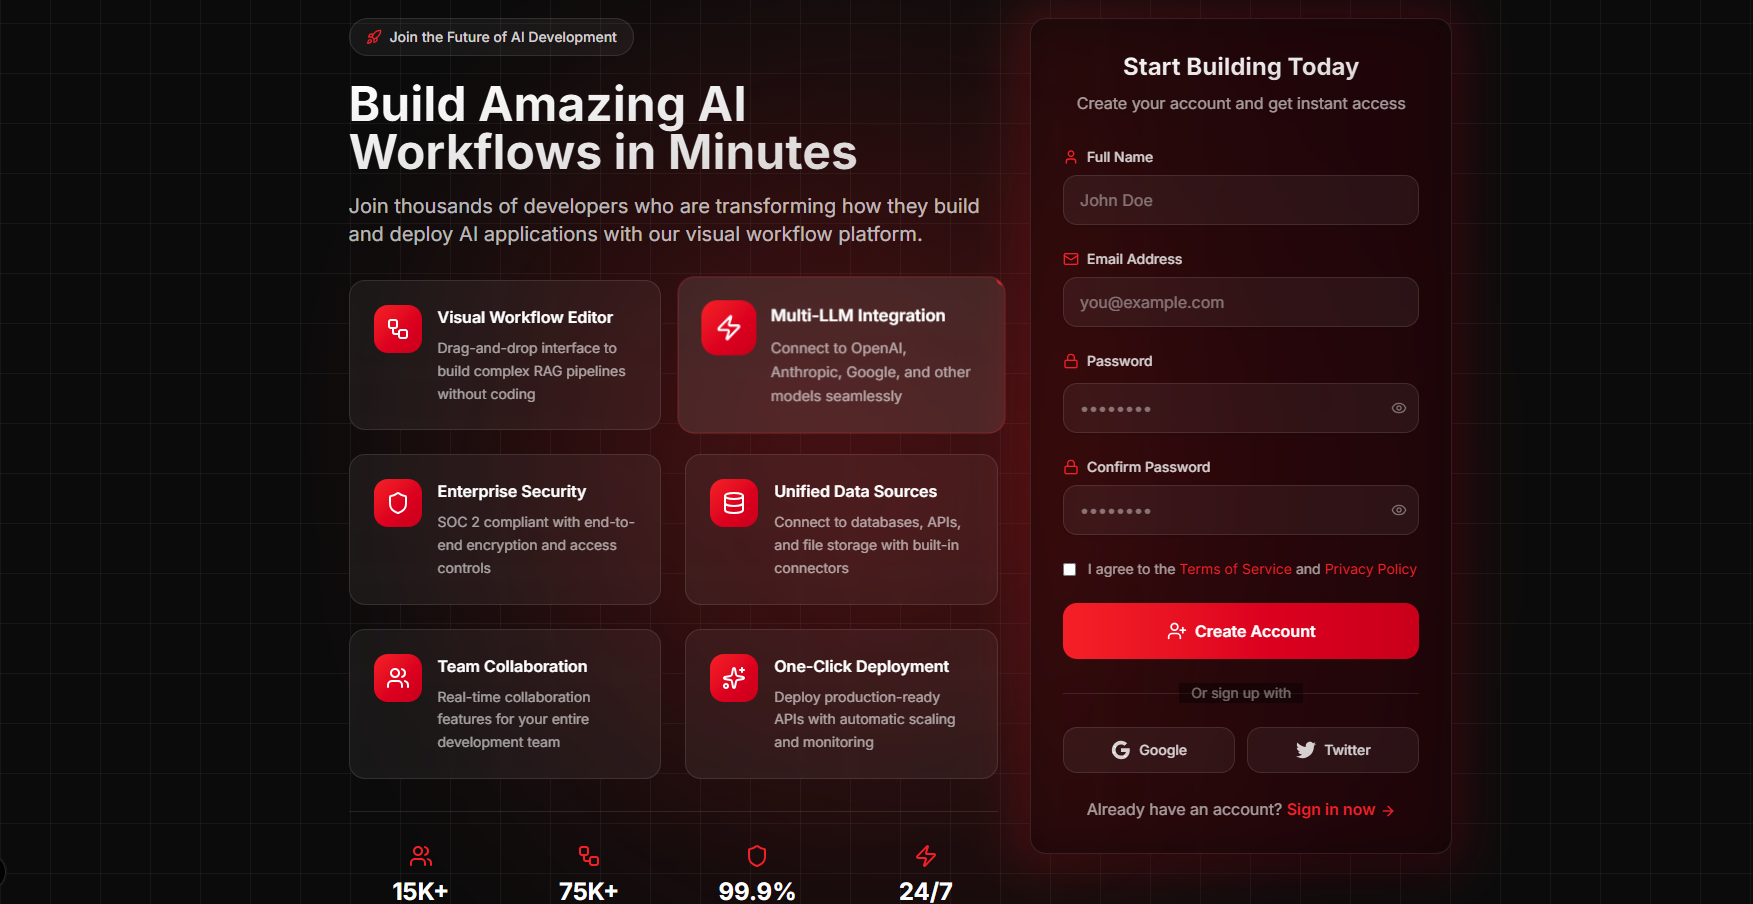 Join the Future of AI Development
Build Amazing AI
Workflows in Minutes
Join thousands of developers who are transforming how they build
and deploy AI applications with our visual workflow platform.
Visual Workflow Editor
Drag-and-drop interface to
build complex RAG pipelines
without coding
Multi-LLM Integration
Connect to OpenAI,
Anthropic, Google, and other
models seamlessly
Enterprise Security
SOC 2 compliant with end-to-
end encryption and access
controls
Unified Data Sources
Connect to databases, APIs,
and file storage with built-in
connectors
Team Collaboration
Real-time collaboration
features for your entire
development team
One-Click Deployment
Deploy production-ready
APIs with automatic scaling
and monitoring
15K+
75K+
99.9%
24/7
Start Building Today
Create your account and get instant access
Full Name
John Doe
Email Address
you@example.com
Password
••••••••
Confirm Password
••••••••
I agree to the Terms of Service and Privacy Policy
Create Account
Or sign up with
Google
Twitter
Already have an account? Sign in now →